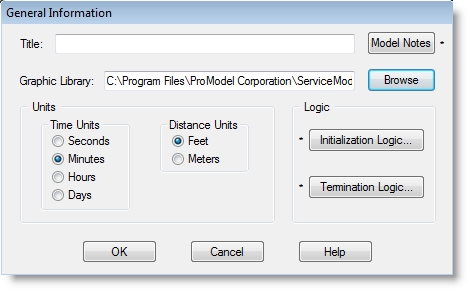 General Information
Title: Model Notes *
Graphic Library: C:\Program Files\ProModel Corporation\ServiceMod Browse
Units Logic
Time Units Distance Units
Seconds Feet * Initialization Logic...
Minutes Meters
Hours * Termination Logic...
Days
OK Cancel Help